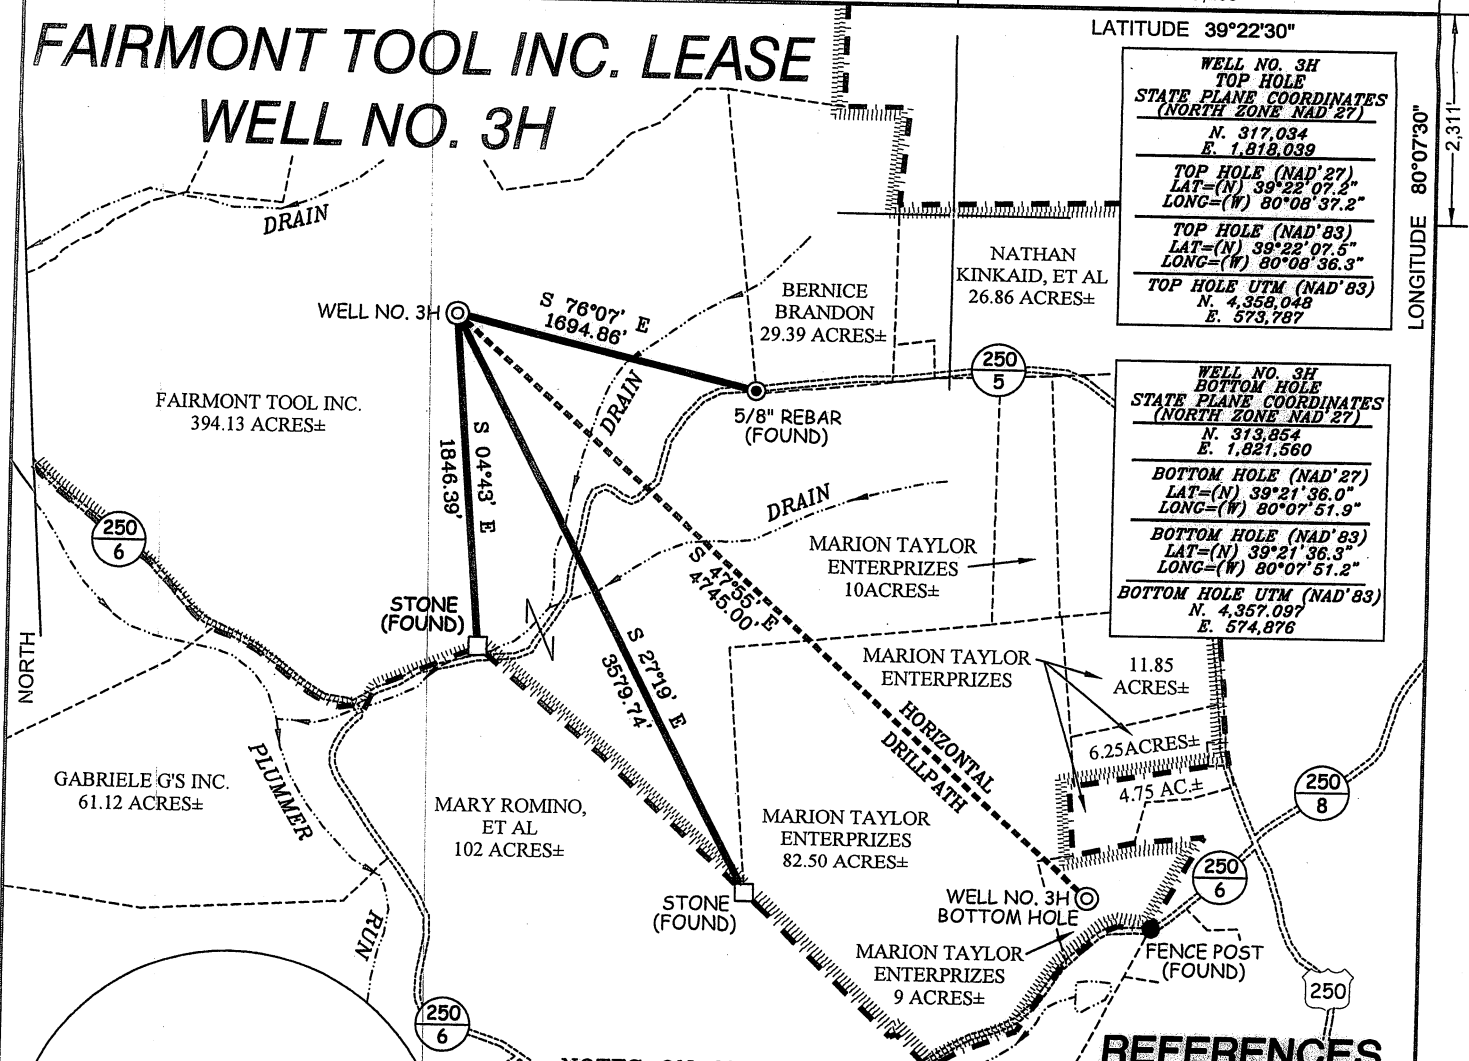 FAIRMONT TOOL INC. LEASE
WELL NO. 3H
LATITUDE 39°22'30"
WELL NO. 3H
TOP HOLE
STATE PLANE COORDINATES
(NORTH ZONE NAD'27)
N. 317,034
E. 1,818,039
TOP HOLE (NAD'27)
LAT=(N) 39°22'07.2"
LONG=(W) 80°08'37.2"
TOP HOLE (NAD'83)
LAT=(N) 39°22'07.5"
LONG=(W) 80°08'36.3"
TOP HOLE UTM (NAD'83)
N. 4,358,048
E. 573,787
LONGITUDE 80°07'30"
2,311'
DRAIN
NATHAN
KINKAID, ET AL
26.86 ACRES±
BERNICE
BRANDON
29.39 ACRES±
WELL NO. 3H
S 76°07' E
1694.86'
250
5
5/8" REBAR
(FOUND)
DRAIN
FAIRMONT TOOL INC.
394.13 ACRES±
S 04°43' E
1846.39'
WELL NO. 3H
BOTTOM HOLE
STATE PLANE COORDINATES
(NORTH ZONE NAD'27)
N. 313,854
E. 1,821,560
BOTTOM HOLE (NAD'27)
LAT=(N) 39°21'36.0"
LONG=(W) 80°07'51.9"
BOTTOM HOLE (NAD'83)
LAT=(N) 39°21'36.3"
LONG=(W) 80°07'51.2"
BOTTOM HOLE UTM (NAD'83)
N. 4,357,097
E. 574,876
250
6
DRAIN
MARION TAYLOR
ENTERPRIZES
10ACRES±
S 47°55' E
4745.00'
STONE
(FOUND)
NORTH
S 27°19' E
3579.74'
MARION TAYLOR
ENTERPRIZES
11.85
ACRES±
6.25ACRES±
4.75 AC.±
HORIZONTAL
DRILLPATH
GABRIELE G'S INC.
61.12 ACRES±
PLUMMER
RUN
MARY ROMINO,
ET AL
102 ACRES±
MARION TAYLOR
ENTERPRIZES
82.50 ACRES±
250
8
250
6
STONE
(FOUND)
WELL NO. 3H
BOTTOM HOLE
MARION TAYLOR
ENTERPRIZES
9 ACRES±
FENCE POST
(FOUND)
250
250
6
REFERENCES